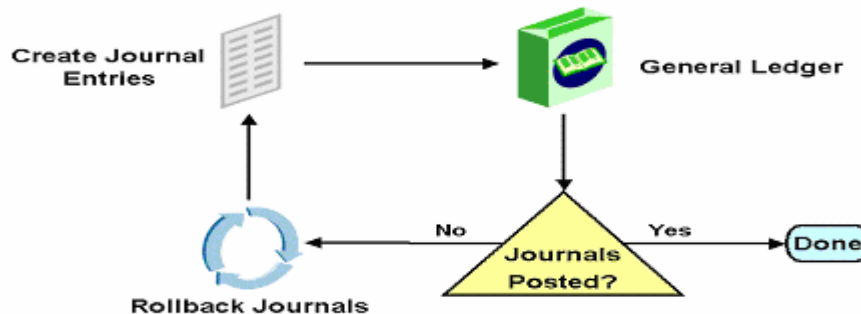 Create Journal
Entries
General Ledger
No
Yes
Journals
Posted?
Done
Rollback Journals